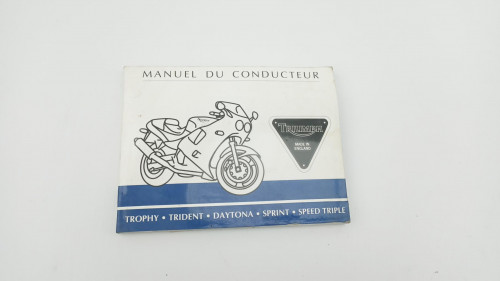 MANUEL DU CONDUCTEUR
TRIUMPH
MADE IN
ENGLAND
TROPHY • TRIDENT • DAYTONA • SPRINT • SPEED TRIPLE